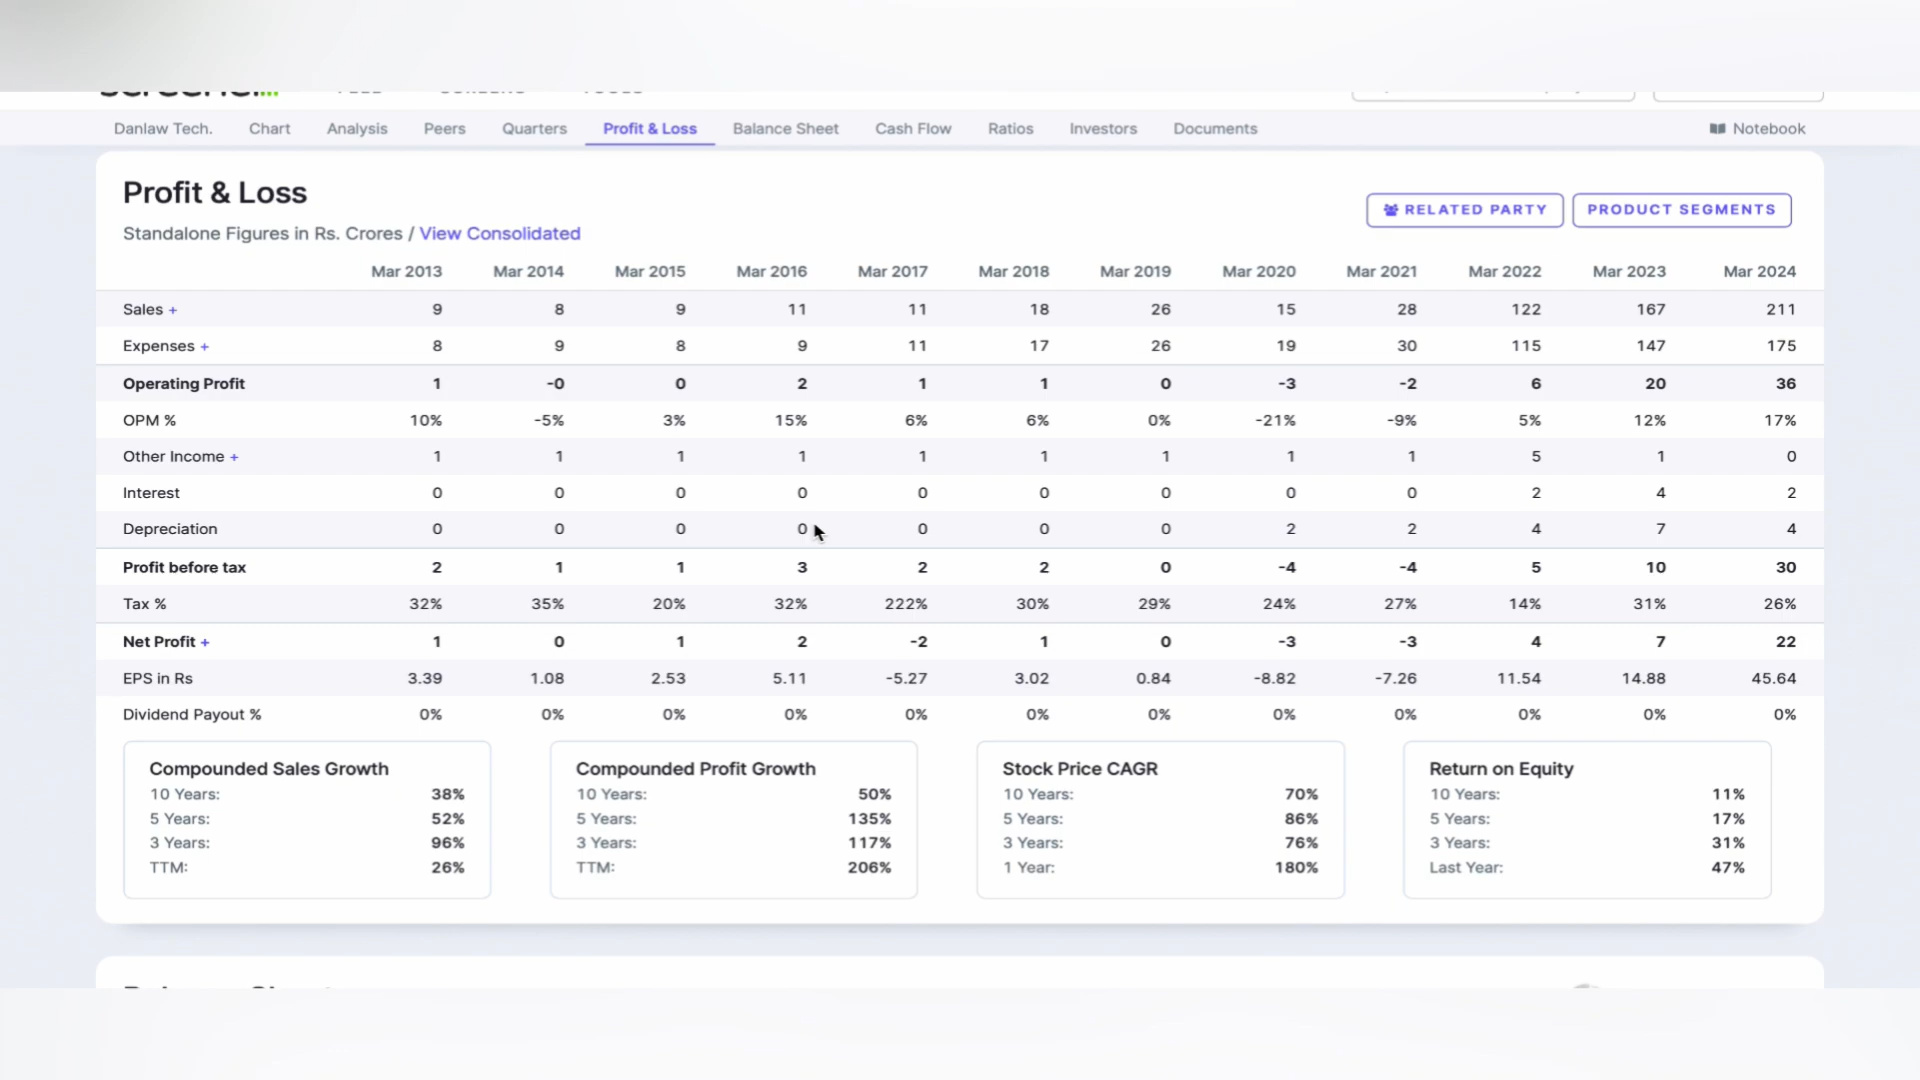 Danlaw Tech. Chart Analysis Peers Quarters Profit & Loss Balance Sheet Cash Flow Ratios Investors Documents Notebook
Profit & Loss
RELATED PARTY PRODUCT SEGMENTS
Standalone Figures in Rs. Crores / View Consolidated
Mar 2013 Mar 2014 Mar 2015 Mar 2016 Mar 2017 Mar 2018 Mar 2019 Mar 2020 Mar 2021 Mar 2022 Mar 2023 Mar 2024
Sales + 9 8 9 11 11 18 26 15 28 122 167 211
Expenses + 8 9 8 9 11 17 26 19 30 115 147 175
Operating Profit 1 -0 0 2 1 1 0 -3 -2 6 20 36
OPM % 10% -5% 3% 15% 6% 6% 0% -21% -9% 5% 12% 17%
Other Income + 1 1 1 1 1 1 1 1 1 5 1 0
Interest 0 0 0 0 0 0 0 0 0 2 4 2
Depreciation 0 0 0 0 0 0 0 2 2 4 7 4
Profit before tax 2 1 1 3 2 2 0 -4 -4 5 10 30
Tax % 32% 35% 20% 32% 222% 30% 29% 24% 27% 14% 31% 26%
Net Profit + 1 0 1 2 -2 1 0 -3 -3 4 7 22
EPS in Rs 3.39 1.08 2.53 5.11 -5.27 3.02 0.84 -8.82 -7.26 11.54 14.88 45.64
Dividend Payout % 0% 0% 0% 0% 0% 0% 0% 0% 0% 0% 0% 0%
Compounded Sales Growth
10 Years: 38%
5 Years: 52%
3 Years: 96%
TTM: 26%
Compounded Profit Growth
10 Years: 50%
5 Years: 135%
3 Years: 117%
TTM: 206%
Stock Price CAGR
10 Years: 70%
5 Years: 86%
3 Years: 76%
1 Year: 180%
Return on Equity
10 Years: 11%
5 Years: 17%
3 Years: 31%
Last Year: 47%